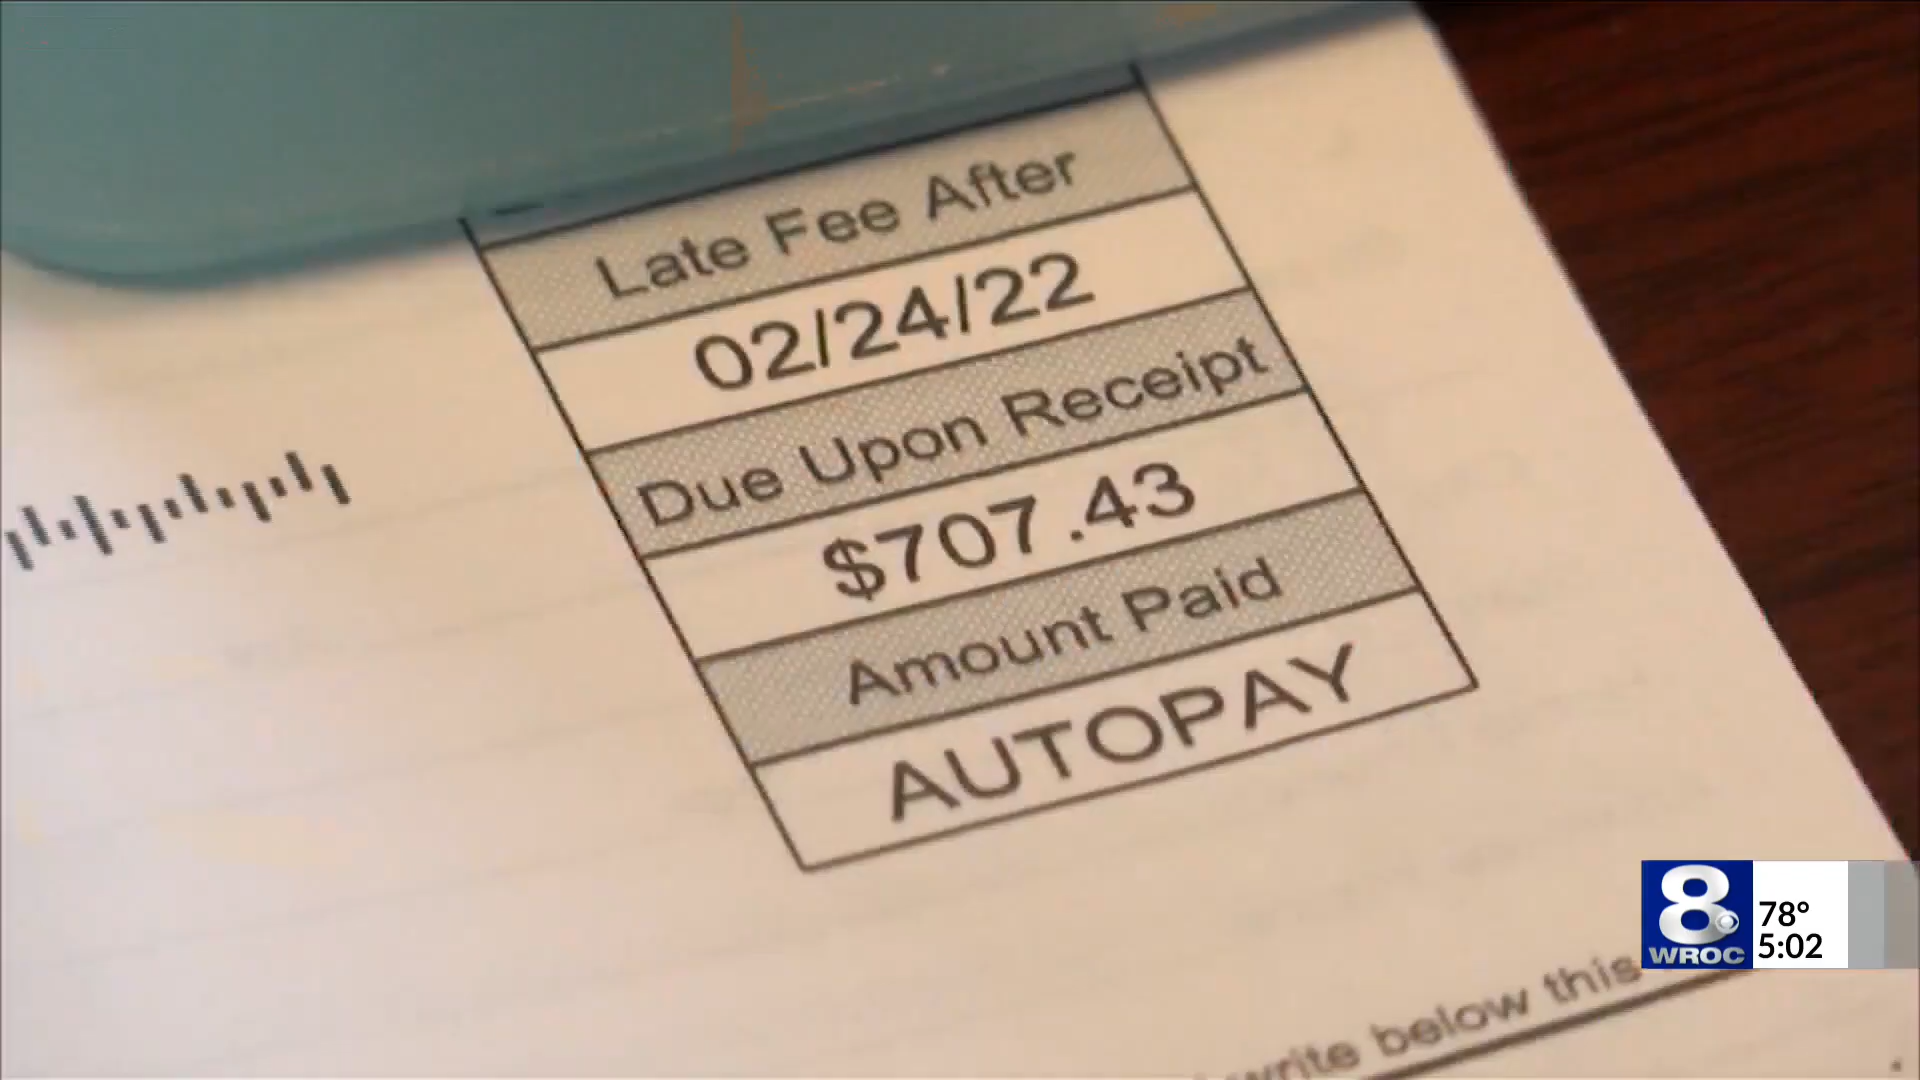 Late Fee After
02/24/22
Due Upon Receipt
$707.43
Amount Paid
AUTOPAY
write below this
8
WROC
78°
5:02